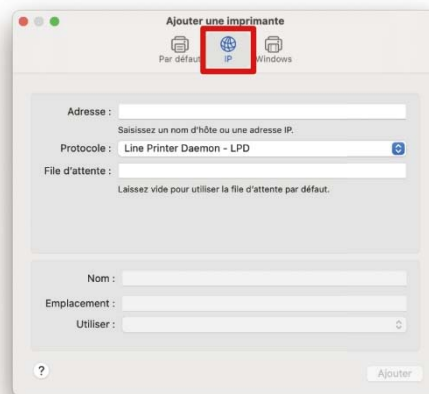 Ajouter une imprimante
Par défaut IP Windows
Adresse :
Saisissez un nom d'hôte ou une adresse IP.
Protocole : Line Printer Daemon - LPD
File d'attente :
Laissez vide pour utiliser la file d'attente par défaut.
Nom :
Emplacement :
Utiliser :
? Ajouter